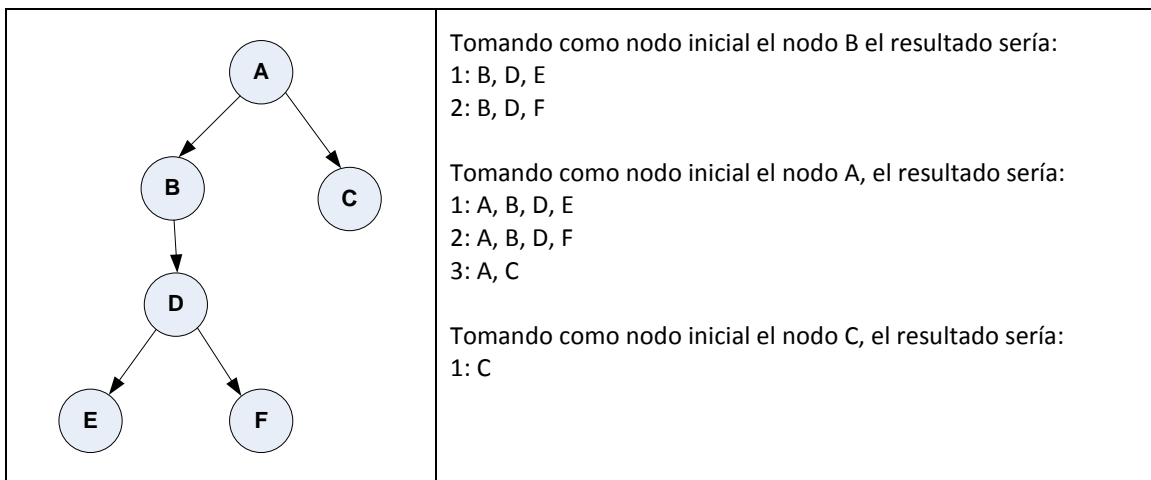 A
B
C
D
E
F
Tomando como nodo inicial el nodo B el resultado sería:
1: B, D, E
2: B, D, F
Tomando como nodo inicial el nodo A, el resultado sería:
1: A, B, D, E
2: A, B, D, F
3: A, C
Tomando como nodo inicial el nodo C, el resultado sería:
1: C